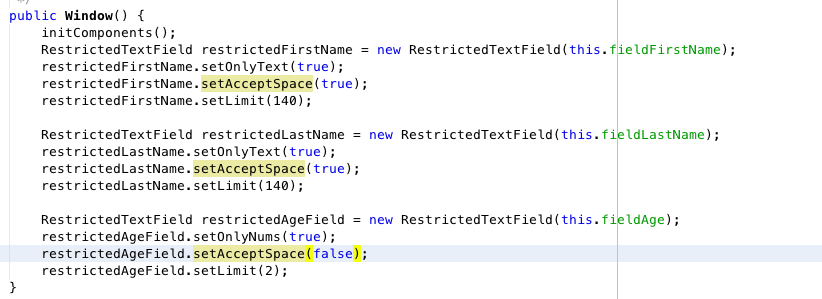 */
public Window() {
    initComponents();
    RestrictedTextField restrictedFirstName = new RestrictedTextField(this.fieldFirstName);
    restrictedFirstName.setOnlyText(true);
    restrictedFirstName.setAcceptSpace(true);
    restrictedFirstName.setLimit(140);

    RestrictedTextField restrictedLastName = new RestrictedTextField(this.fieldLastName);
    restrictedLastName.setOnlyText(true);
    restrictedLastName.setAcceptSpace(true);
    restrictedLastName.setLimit(140);

    RestrictedTextField restrictedAgeField = new RestrictedTextField(this.fieldAge);
    restrictedAgeField.setOnlyNums(true);
    restrictedAgeField.setAcceptSpace(false);
    restrictedAgeField.setLimit(2);
}